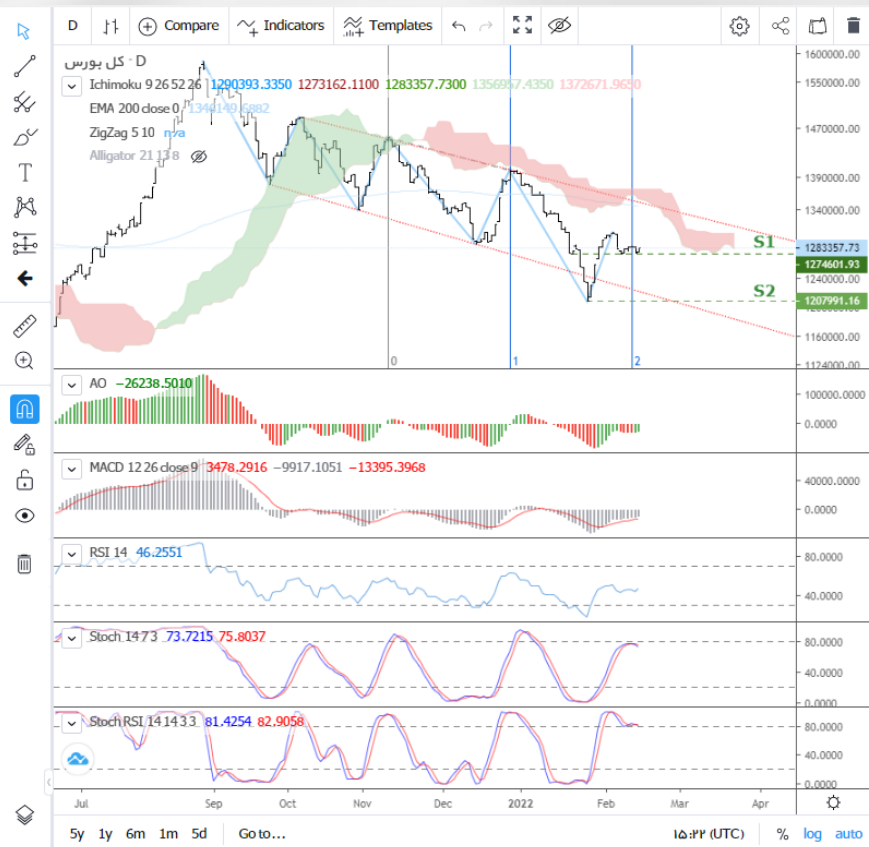 D Compare Indicators Templates
کل بورس · D
Ichimoku 9 26 52 26 1290393.3350 1273162.1100 1283357.7300 1356957.4350 1372671.9650
EMA 200 close 0 1340149.6882
ZigZag 5 10 n/a
Alligator 21 13 8
1600000.00
1550000.00
1470000.00
1390000.00
1340000.00
S1
1283357.73
1274601.93
1240000.00
S2
1207991.16
1160000.00
1124000.00
0 1 2
AO −26238.5010
100000.0000
0.0000
MACD 12 26 close 9 3478.2916 −9917.1051 −13395.3968
40000.0000
0.0000
RSI 14 46.2551
80.0000
40.0000
Stoch 14 7 3 73.7215 75.8037
80.0000
40.0000
0.0000
StochRSI 14 14 3 3 81.4254 82.9058
80.0000
40.0000
0.0000
Jul Sep Oct Nov Dec 2022 Feb Mar Apr
5y 1y 6m 1m 5d Go to... ۱۵:۲۲ (UTC) % log auto